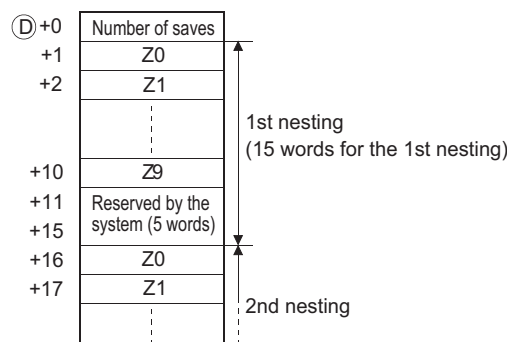 Ⓓ+0 Number of saves
+1 Z0
+2 Z1
1st nesting
(15 words for the 1st nesting)
+10 Z9
+11 Reserved by the
+15 system (5 words)
+16 Z0
+17 Z1
2nd nesting